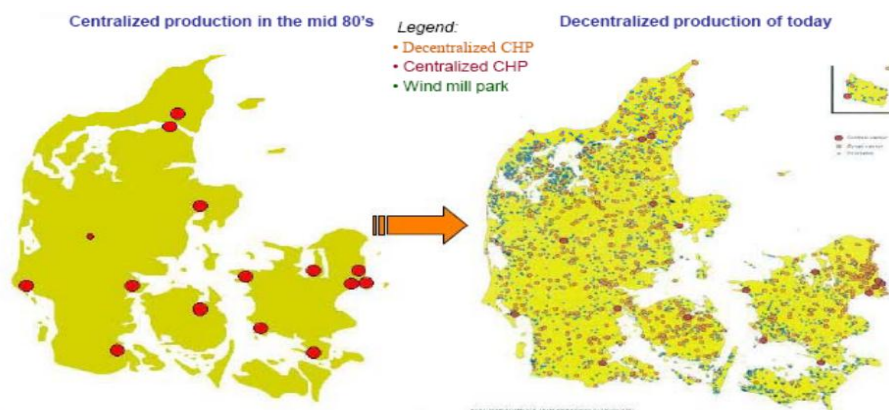 Centralized production in the mid 80's
Legend:
• Decentralized CHP
• Centralized CHP
• Wind mill park
Decentralized production of today